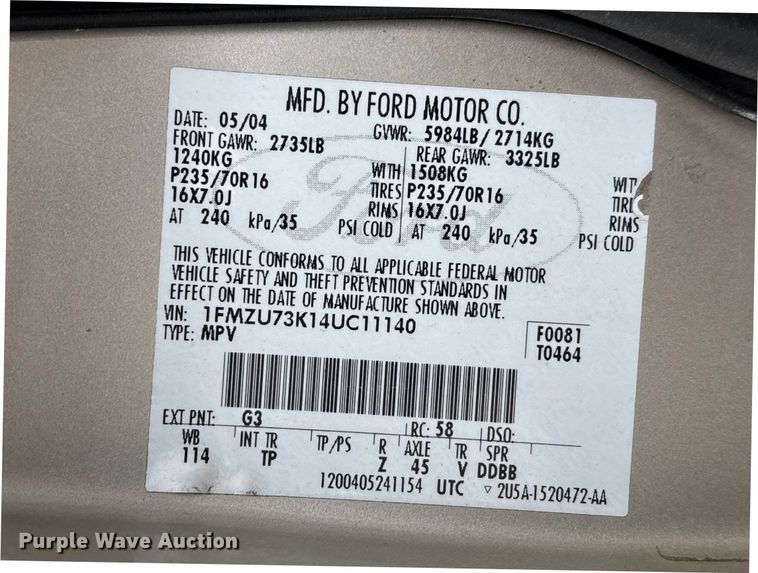 MFD. BY FORD MOTOR CO.
DATE: 05/04 GVWR: 5984LB/ 2714KG
FRONT GAWR: 2735LB REAR GAWR: 3325LB
1240KG WITH 1508KG WIT
P235/70R16 TIRES P235/70R16 TIRE
16X7.0J RIMS 16X7.0J RIMS
AT 240 kPa/35 PSI COLD AT 240 kPa/35 PSI COLD
THIS VEHICLE CONFORMS TO ALL APPLICABLE FEDERAL MOTOR
VEHICLE SAFETY AND THEFT PREVENTION STANDARDS IN
EFFECT ON THE DATE OF MANUFACTURE SHOWN ABOVE.
VIN: 1FMZU73K14UC11140 F0081
TYPE: MPV T0464
EXT PNT: G3 RC: 58 DSO:
WB INT TR TP/PS R AXLE TR SPR
114 TP Z 45 V DDBB
1200405241154 UTC ▽ 2U5A-1520472-AA
Ford
Purple Wave Auction